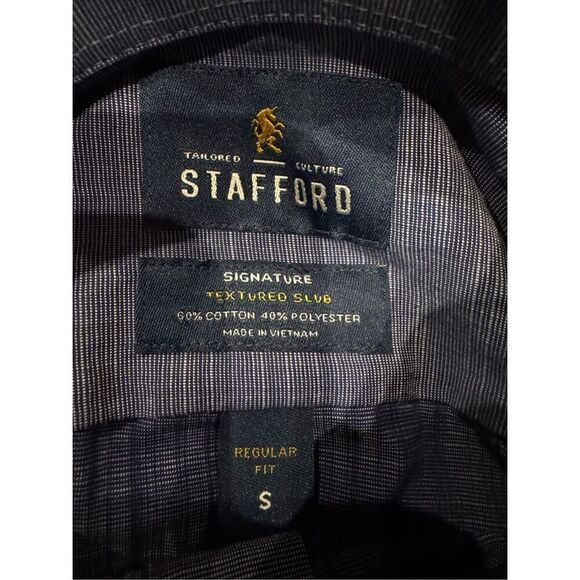 TAILORED CULTURE
STAFFORD
SIGNATURE
TEXTURED SLUB
60% COTTON 40% POLYESTER
MADE IN VIETNAM
REGULAR
FIT
S